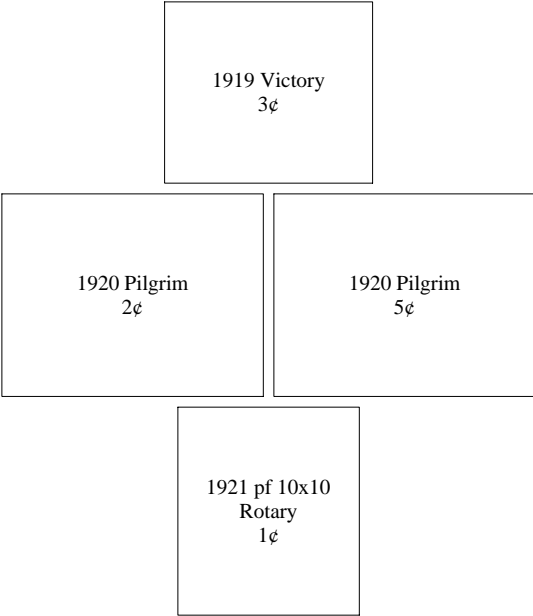 1919 Victory
3¢
1920 Pilgrim
2¢
1920 Pilgrim
5¢
1921 pf 10x10
Rotary
1¢